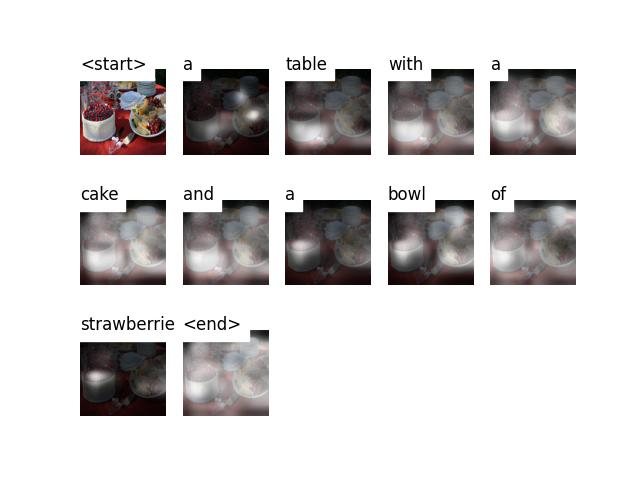 <start> a table with a
cake and a bowl of
strawberrie <end>